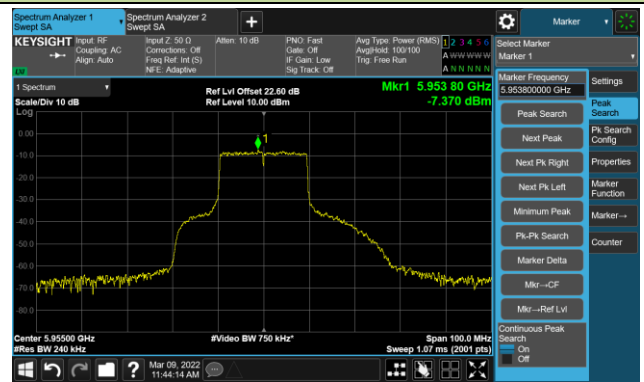 Spectrum Analyzer 1
Swept SA
Spectrum Analyzer 2
Swept SA
+
Marker
KEYSIGHT
Input: RF
Coupling: AC
Align: Auto
Input Z: 50 Ω
Corrections: Off
Freq Ref: Int (S)
NFE: Adaptive
Atten: 10 dB
PNO: Fast
Gate: Off
IF Gain: Low
Sig Track: Off
Avg Type: Power (RMS)
Avg|Hold: 100/100
Trig: Free Run
1 2 3 4 5 6
A W W W W W
A N N N N N
Select Marker
Marker 1
LW
1 Spectrum
Scale/Div 10 dB
Log
Ref Lvl Offset 22.60 dB
Ref Level 10.00 dBm
Mkr1 5.953 80 GHz
-7.370 dBm
1
0.00
-10.0
-20.0
-30.0
-40.0
-50.0
-60.0
-70.0
-80.0
Center 5.95500 GHz
#Res BW 240 kHz
#Video BW 750 kHz*
Span 100.0 MHz
Sweep 1.07 ms (2001 pts)
Mar 09, 2022
11:44:14 AM
Marker Frequency
5.953800000 GHz
Peak Search
Next Peak
Next Pk Right
Next Pk Left
Minimum Peak
Pk-Pk Search
Marker Delta
Mkr→CF
Mkr→Ref Lvl
Continuous Peak
Search
On
Off
Settings
Peak
Search
Pk Search
Config
Properties
Marker
Function
Marker→
Counter